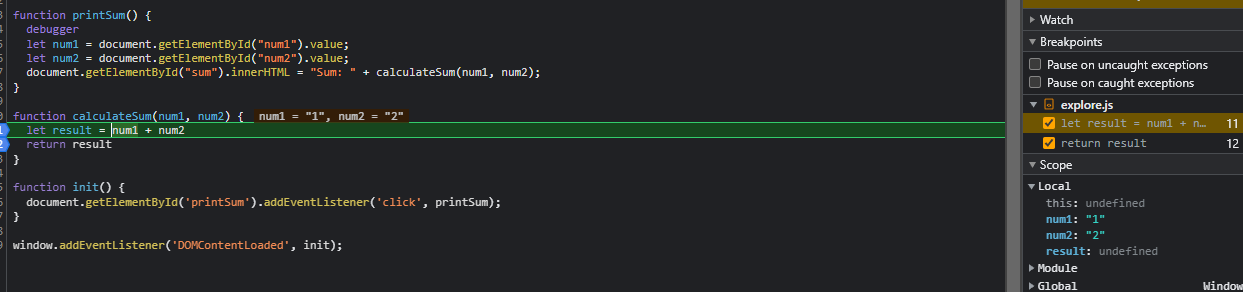 function printSum() {
debugger
let num1 = document.getElementById("num1").value;
let num2 = document.getElementById("num2").value;
document.getElementById("sum").innerHTML = "Sum: " + calculateSum(num1, num2);
}
function calculateSum(num1, num2) { num1 = "1", num2 = "2"
let result = num1 + num2
return result
}
function init() {
document.getElementById('printSum').addEventListener('click', printSum);
}
window.addEventListener('DOMContentLoaded', init);
Watch
Breakpoints
Pause on uncaught exceptions
Pause on caught exceptions
explore.js
let result = num1 + n… 11
return result 12
Scope
Local
this: undefined
num1: "1"
num2: "2"
result: undefined
Module
Global Window